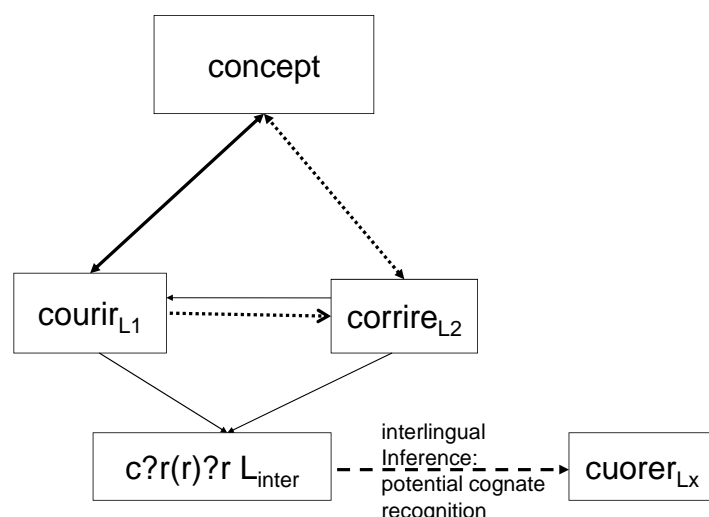 concept
courirL1
corrireL2
c?r(r)?r Linter
interlingual
Inference:
potential cognate
recognition
cuorerLx